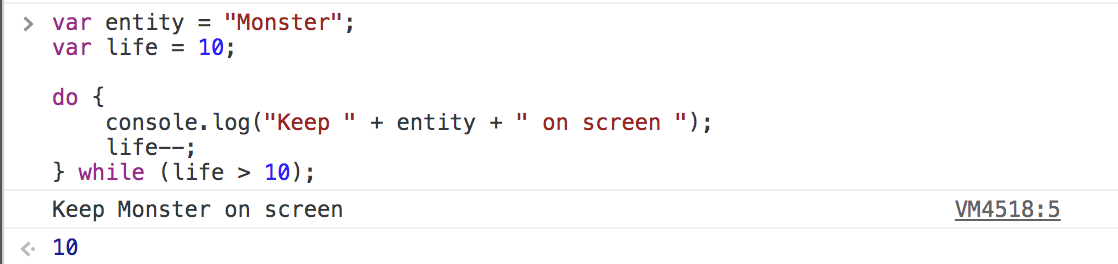 > var entity = "Monster";
var life = 10;
do {
    console.log("Keep " + entity + " on screen ");
    life--;
} while (life > 10);
Keep Monster on screen VM4518:5
10